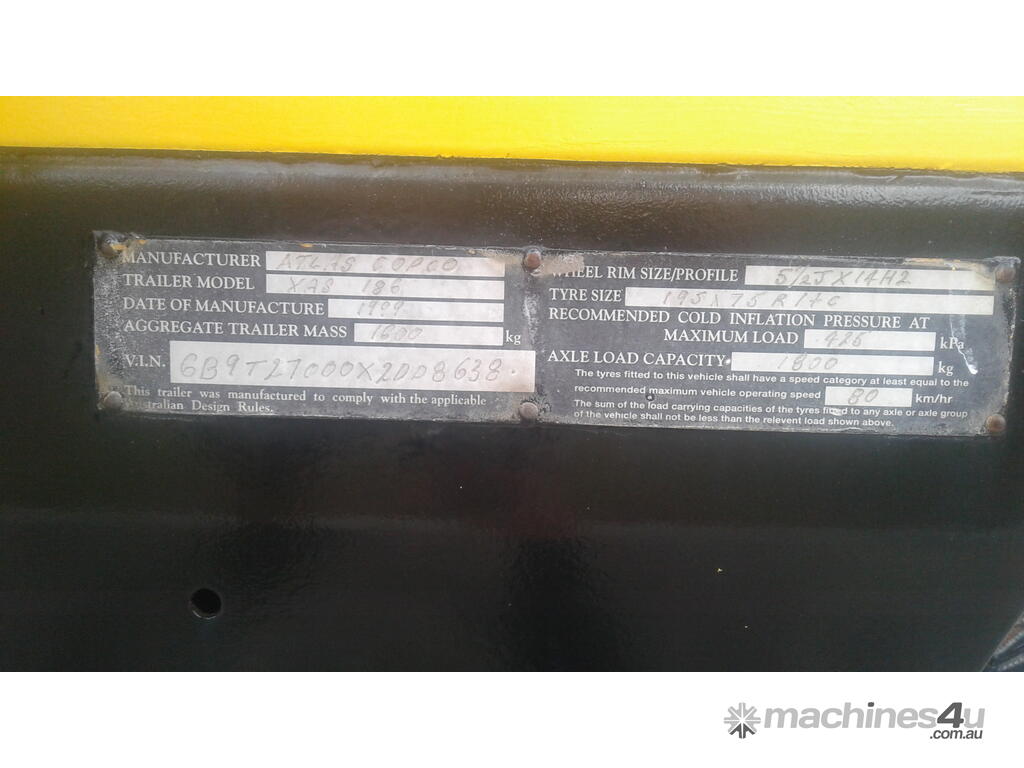 MANUFACTURER ATLAS COPCO
TRAILER MODEL XAS 186
DATE OF MANUFACTURE 1999
AGGREGATE TRAILER MASS 1600 kg
V.I.N. 6B9T27000X2DD8638
This trailer was manufactured to comply with the applicable
Australian Design Rules.
WHEEL RIM SIZE/PROFILE 5½JX14H2
TYRE SIZE 195X75R14C
RECOMMENDED COLD INFLATION PRESSURE AT
MAXIMUM LOAD 425 kPa
AXLE LOAD CAPACITY 1800 kg
The tyres fitted to this vehicle shall have a speed category at least equal to the
recommended maximum vehicle operating speed 80 km/hr
The sum of the load carrying capacities of the tyres fitted to any axle or axle group
of the vehicle shall not be less than the relevent load shown above.
machines4u
.com.au